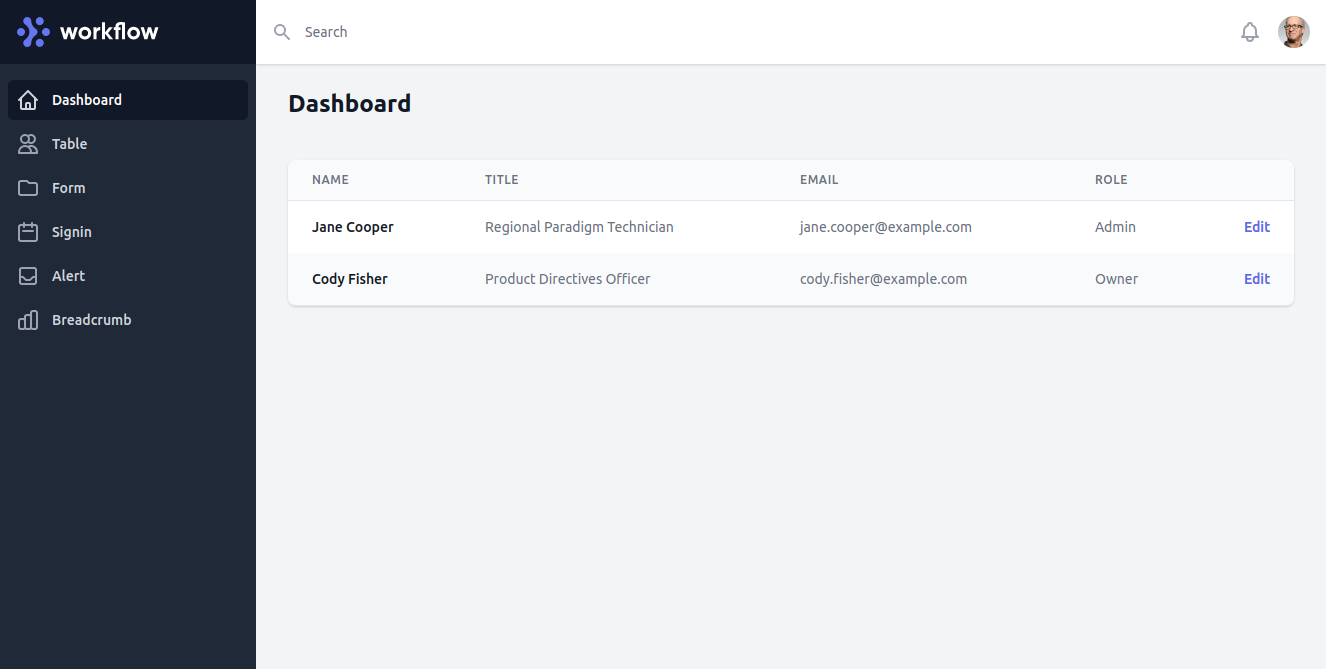 workflow
Search
Dashboard
Table
Form
Signin
Alert
Breadcrumb
Dashboard
NAME TITLE EMAIL ROLE
Jane Cooper Regional Paradigm Technician jane.cooper@example.com Admin Edit
Cody Fisher Product Directives Officer cody.fisher@example.com Owner Edit